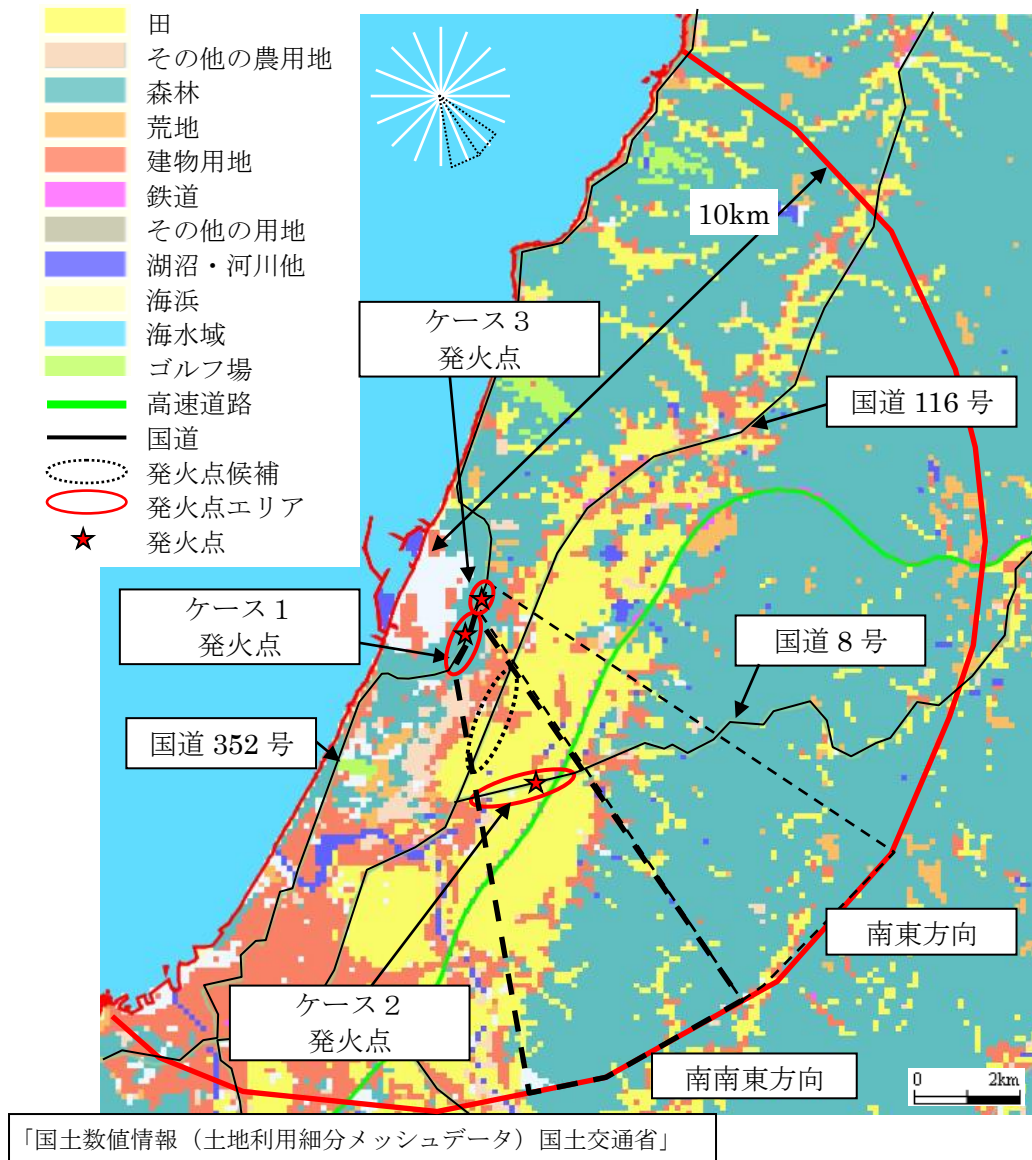 田
その他の農用地
森林
荒地
建物用地
鉄道
その他の用地
湖沼・河川他
海浜
海水域
ゴルフ場
高速道路
国道
発火点候補
発火点エリア
発火点
10km
ケース3
発火点
国道 116 号
ケース1
発火点
国道 8 号
国道 352 号
南東方向
ケース2
発火点
南南東方向
0 2km
「国土数値情報（土地利用細分メッシュデータ）国土交通省」